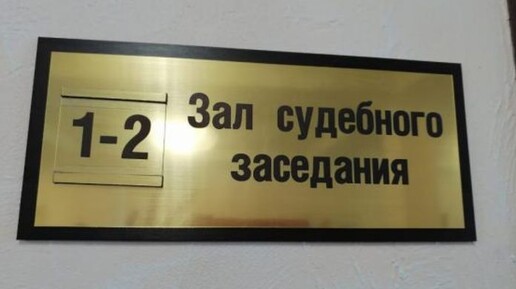 1-2
Зал судебного
заседания